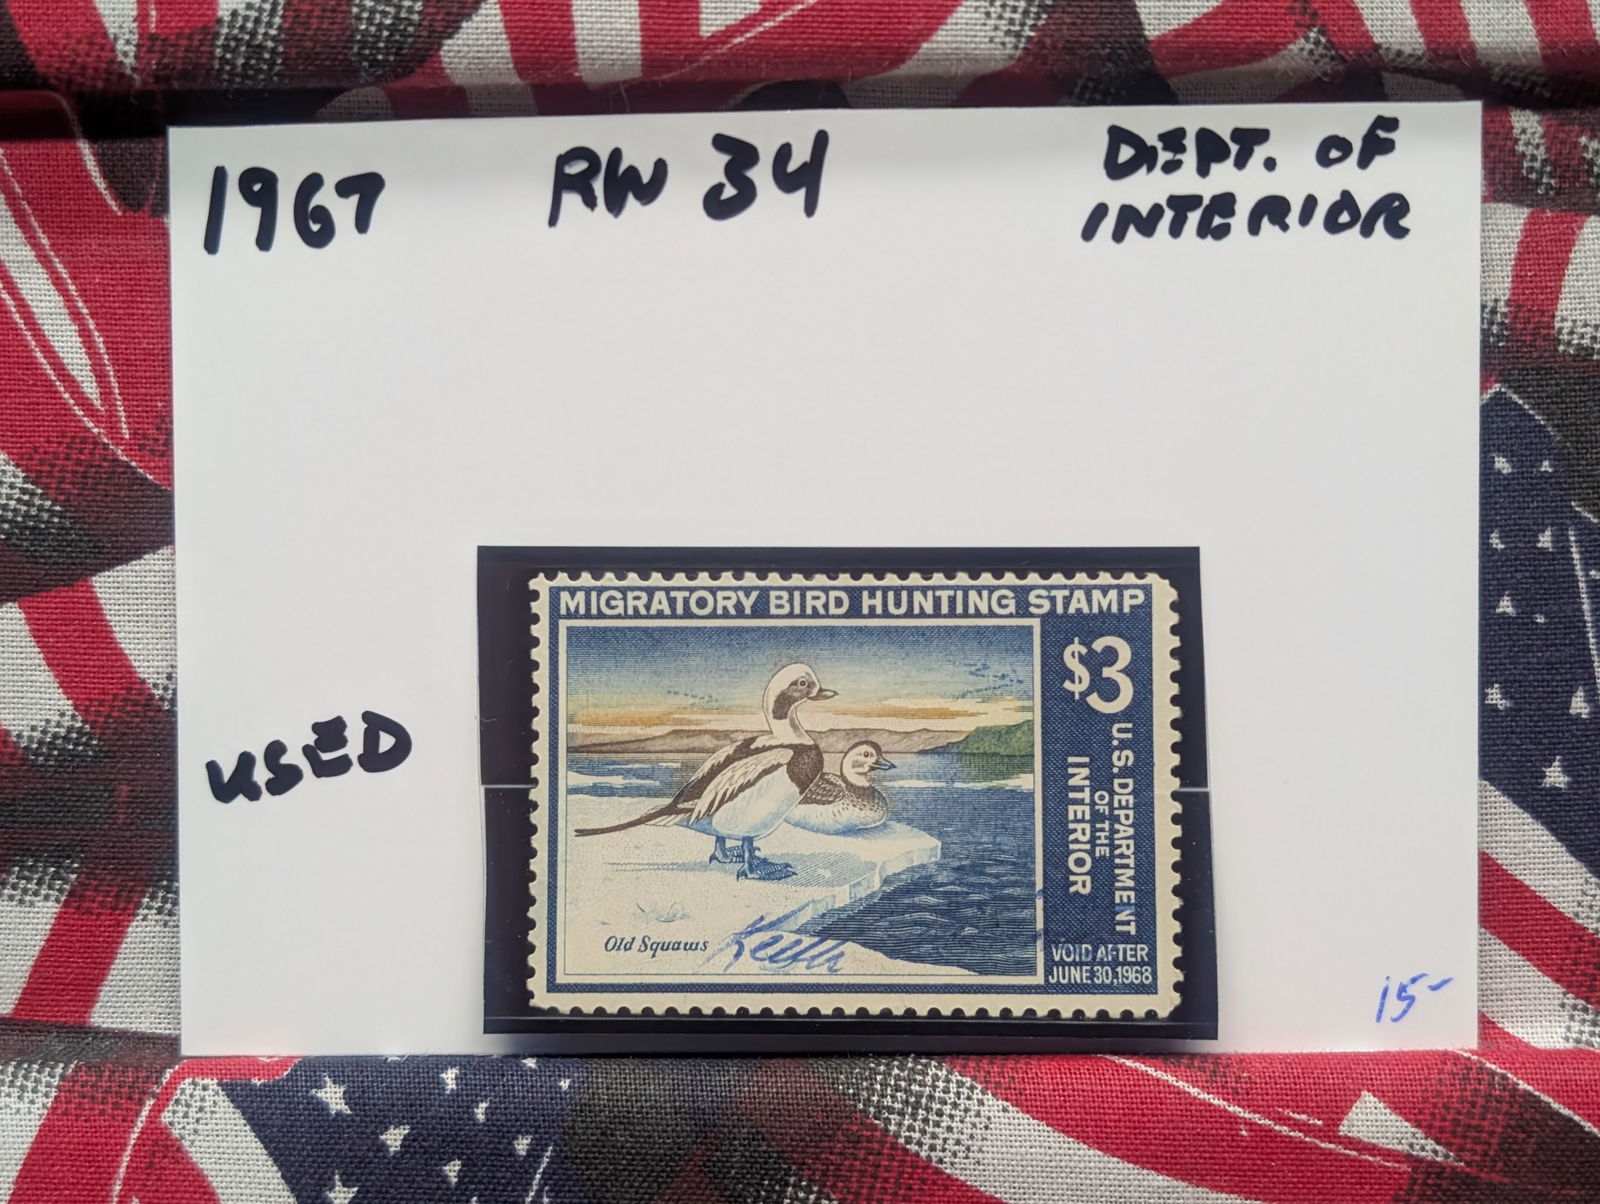 1967 RW 34 DEPT. OF
INTERIOR
USED
MIGRATORY BIRD HUNTING STAMP
$3
U.S. DEPARTMENT
OF THE
INTERIOR
Old Squaws
VOID AFTER
JUNE 30, 1968
15-